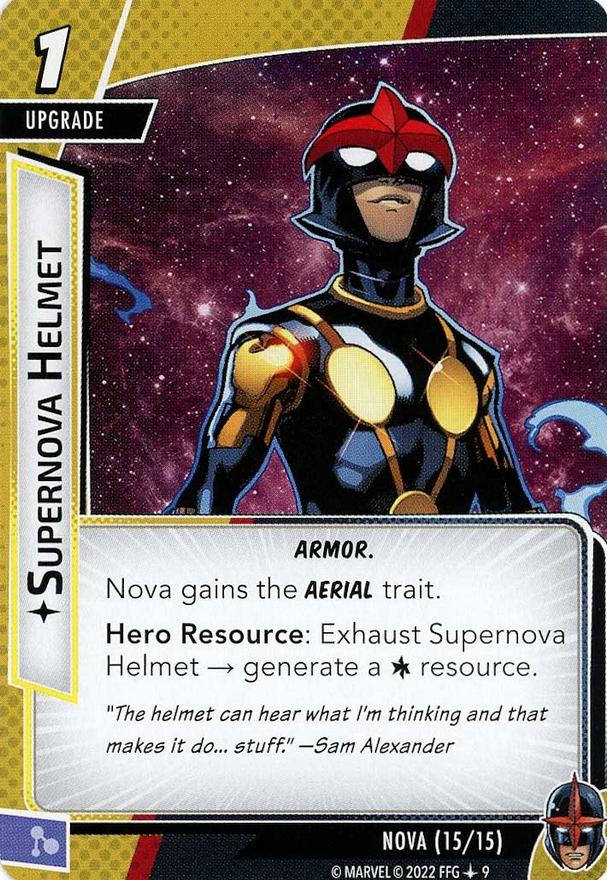 1
UPGRADE
SUPERNOVA HELMET
ARMOR.
Nova gains the AERIAL trait.
Hero Resource: Exhaust Supernova
Helmet → generate a resource.
"The helmet can hear what I'm thinking and that
makes it do... stuff." —Sam Alexander
NOVA (15/15)
© MARVEL © 2022 FFG 9